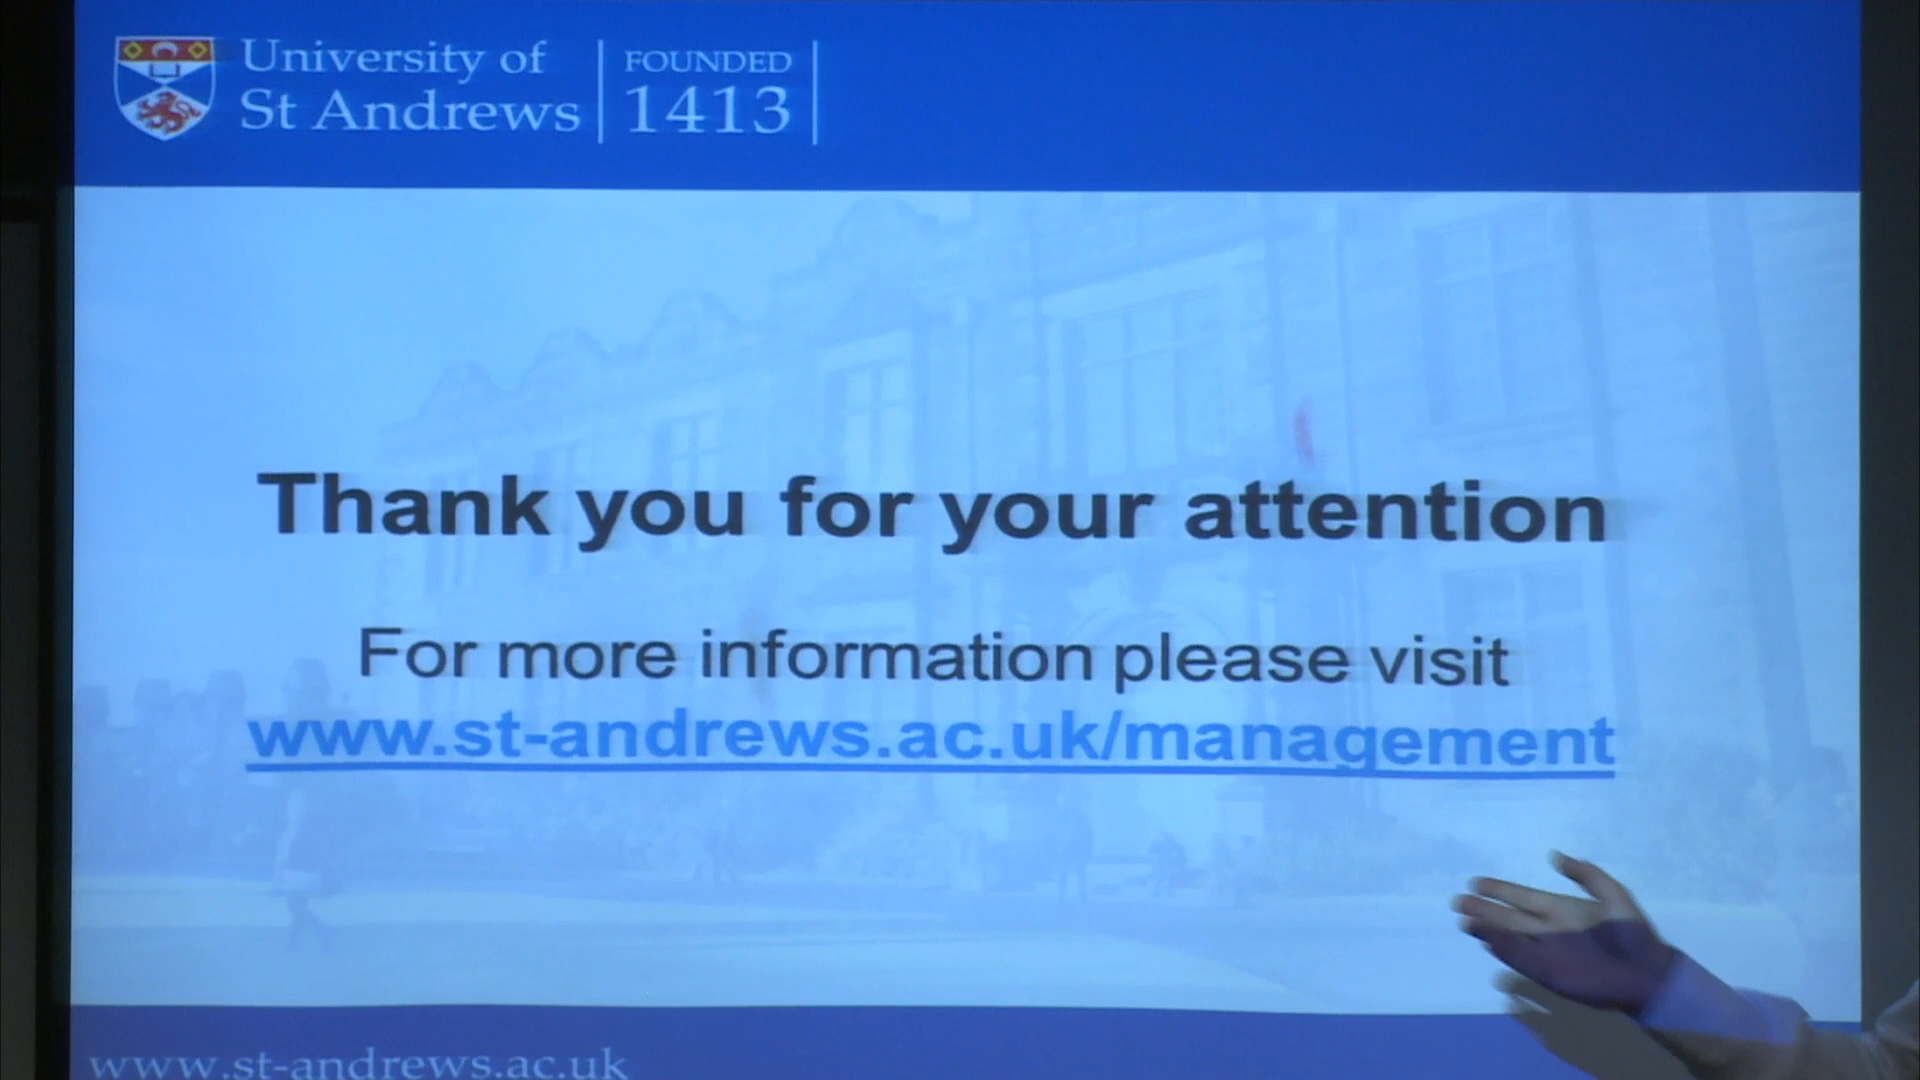 University of
St Andrews
FOUNDED
1413
Thank you for your attention
For more information please visit
www.st-andrews.ac.uk/management
www.st-andrews.ac.uk